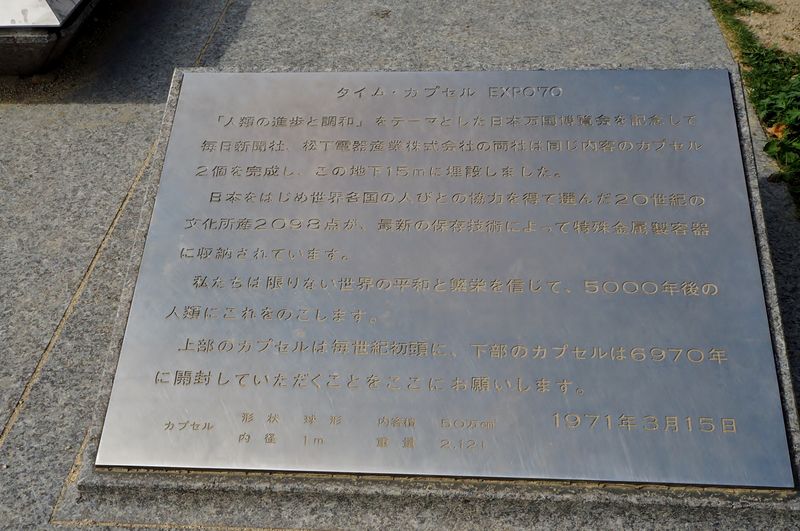 タイム・カプセル EXPO'70
「人類の進歩と調和」をテーマとした日本万国博覧会を記念して
毎日新聞社、松下電器産業株式会社の両社は同じ内容のカプセル
2個を完成し、この地下15mに埋設しました。
日本をはじめ世界各国の人びとの協力を得て選んだ20世紀の
文化所産2098点が、最新の保存技術によって特殊金属製容器
に収納されています。
私たちは限りない世界の平和と繁栄を信じて、5000年後の
人類にこれをのこします。
上部のカプセルは毎世紀初頭に、下部のカプセルは6970年
に開封していただくことをここにお願いします。
1971年3月15日
カプセル 形状 球形 内容積 50万㎤
内径 1m 重量 2.12t